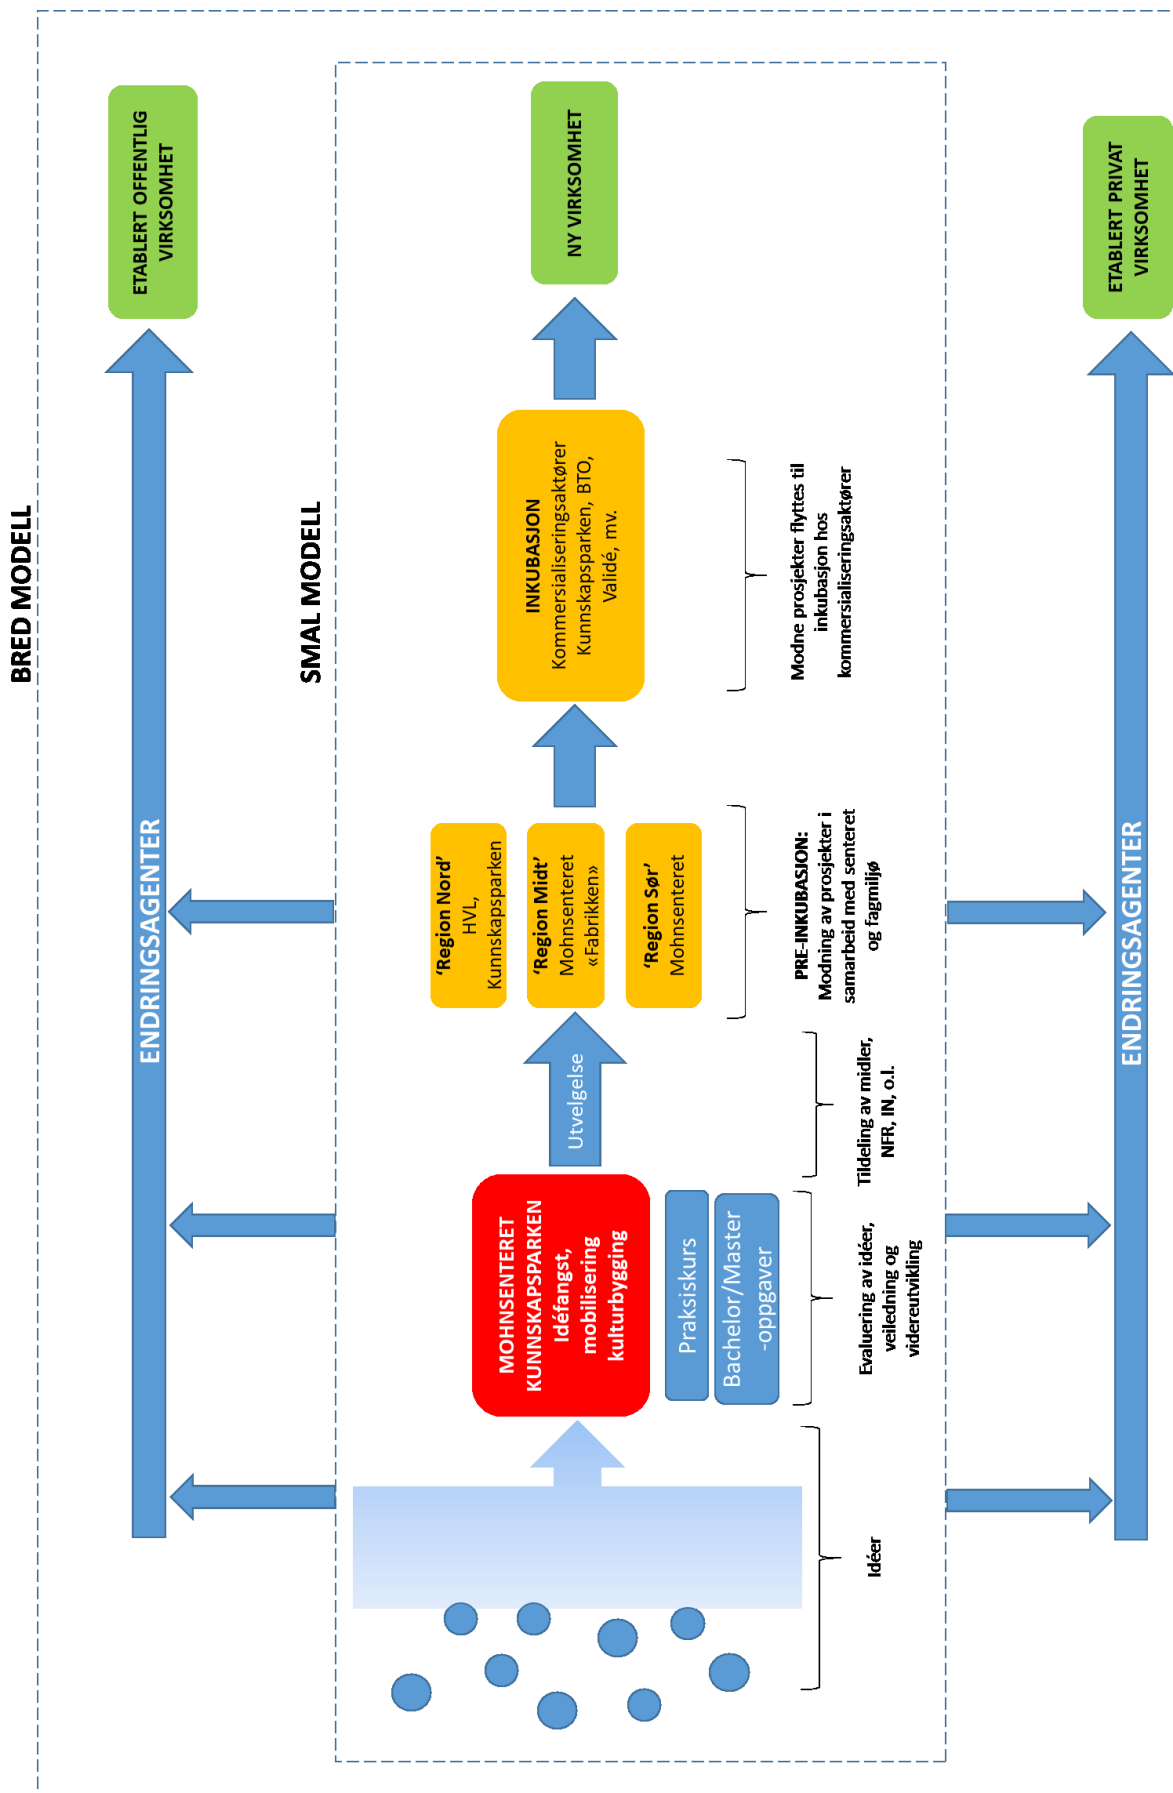 BRED MODELL
ENDRINGSAGENTER
ETABLERT OFFENTLIG
VIRKSOMHET
SMAL MODELL
MOHNSENTERET
KUNNSKAPSPARKEN
Idéfangst,
mobilisering
kulturbygging
Praksiskurs
Bachelor/Master
-oppgaver
Utvelgelse
‘Region Nord’
HVL,
Kunnskapsparken
‘Region Midt’
Mohnsenteret
«Fabrikken»
‘Region Sør’
Mohnsenteret
INKUBASJON
Kommersialiseringsaktører
Kunnskapsparken, BTO,
Validé, mv.
NY VIRKSOMHET
Idéer
Evaluering av idéer,
veiledning og
videreutvikling
Tildeling av midler,
NFR, IN, o.l.
PRE-INKUBASJON:
Modning av prosjekter i
samarbeid med senteret
og fagmiljø
Modne prosjekter flyttes til
inkubasjon hos
kommersialiseringsaktører
ENDRINGSAGENTER
ETABLERT PRIVAT
VIRKSOMHET